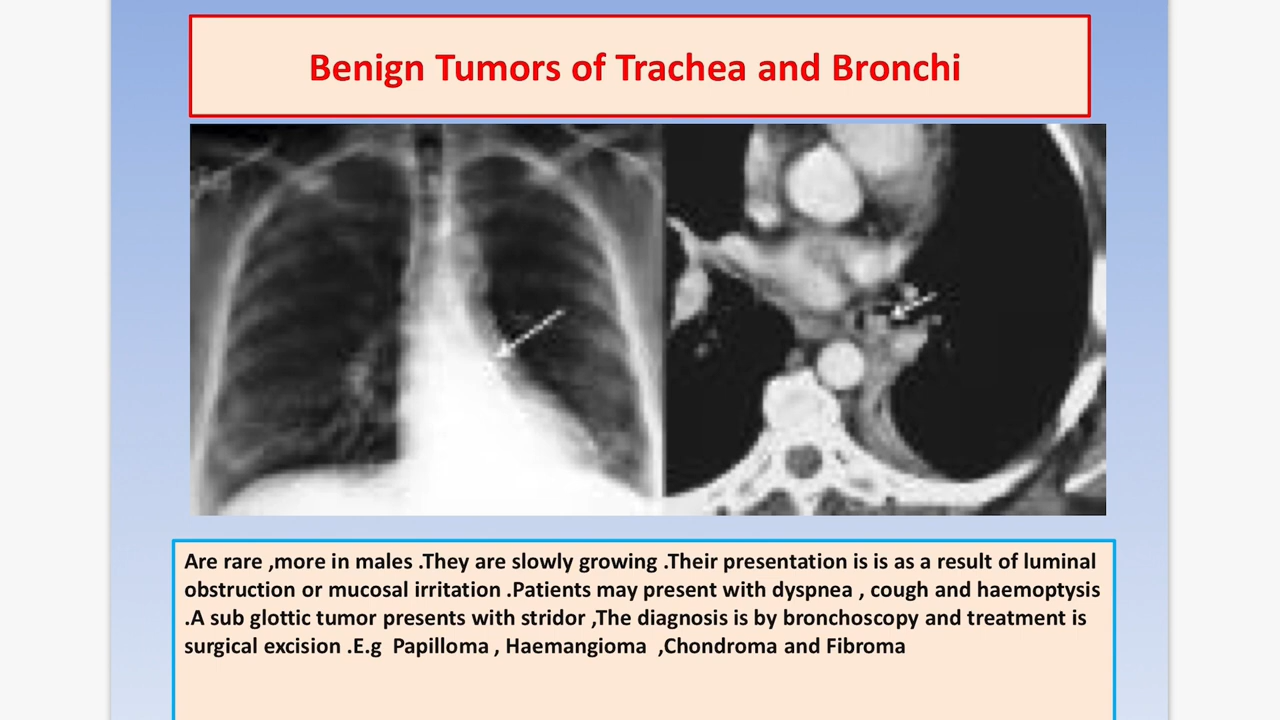 Benign Tumors of Trachea and Bronchi
Are rare ,more in males .They are slowly growing .Their presentation is is as a result of luminal
obstruction or mucosal irritation .Patients may present with dyspnea , cough and haemoptysis
.A sub glottic tumor presents with stridor ,The diagnosis is by bronchoscopy and treatment is
surgical excision .E.g Papilloma , Haemangioma ,Chondroma and Fibroma